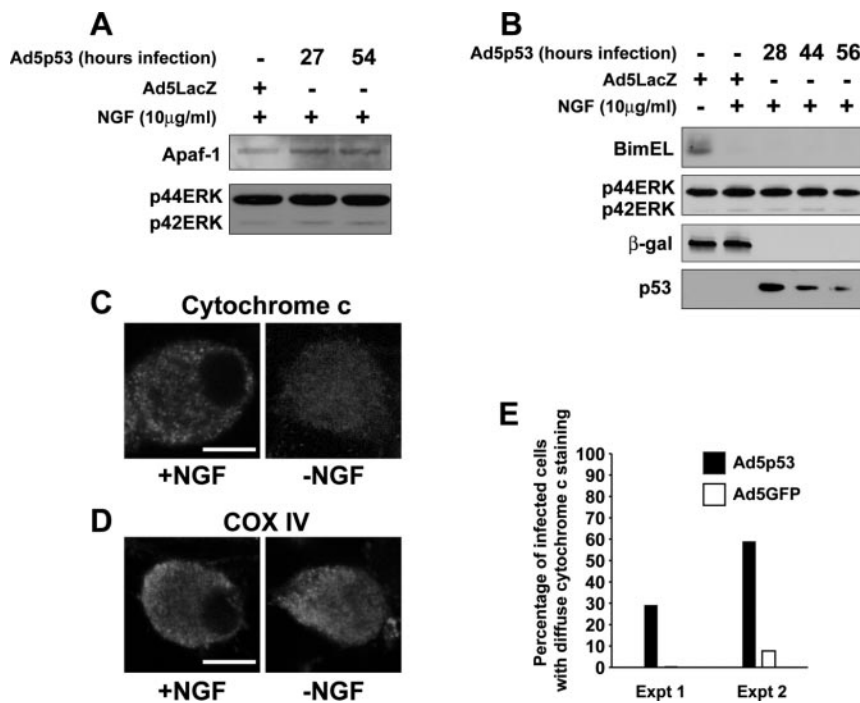 A
Ad5p53 (hours infection) - 27 54
Ad5LacZ + - -
NGF (10μg/ml) + + +
Apaf-1
p44ERK
p42ERK
B
Ad5p53 (hours infection) - - 28 44 56
Ad5LacZ + + - - -
NGF (10μg/ml) - + + + +
BimEL
p44ERK
p42ERK
β-gal
p53
C
Cytochrome c
+NGF -NGF
D
COX IV
+NGF -NGF
E
Percentage of infected cells
with diffuse cytochrome c staining
100
90
80
70
60
50
40
30
20
10
0
Ad5p53
Ad5GFP
Expt 1 Expt 2